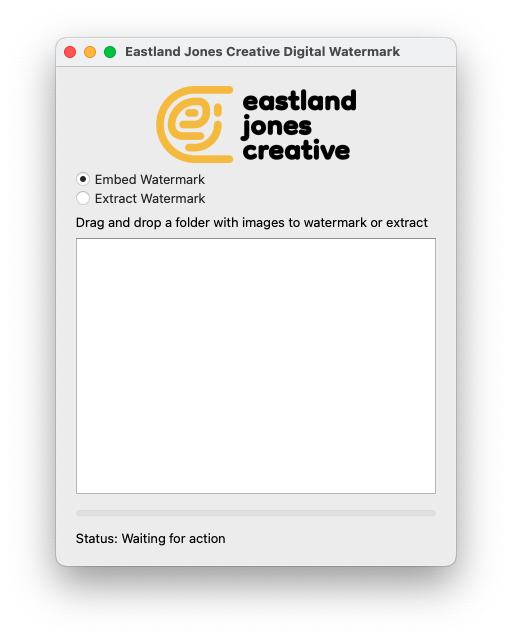 Eastland Jones Creative Digital Watermark
eastland
jones
creative
Embed Watermark
Extract Watermark
Drag and drop a folder with images to watermark or extract
Status: Waiting for action